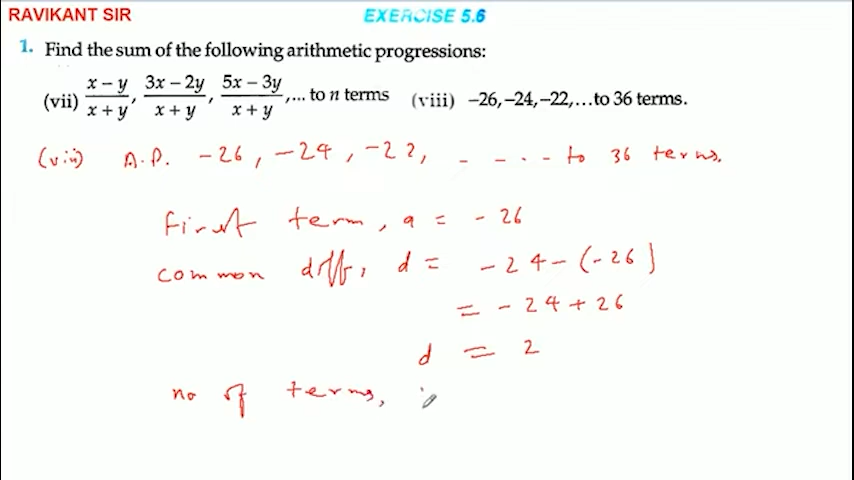 RAVIKANT SIR
EXERCISE 5.6
1. Find the sum of the following arithmetic progressions:
(vii) x − y / x + y, 3x − 2y / x + y, 5x − 3y / x + y, ... to n terms (viii) −26, −24, −22,... to 36 terms.
(viii) A.P. −26, −24, −22, - - - - to 36 terms.
First term, a = −26
common diff, d = −24 − (−26)
= −24 + 26
d = 2
no of terms,